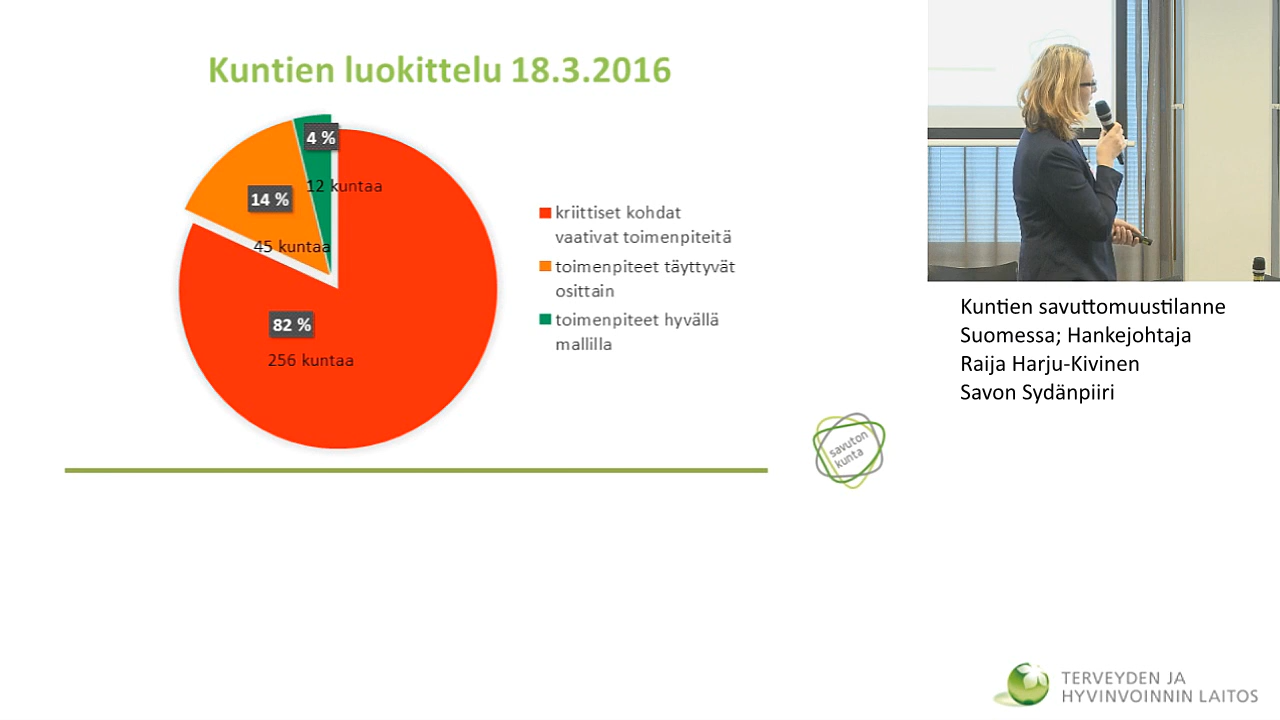 Kuntien luokittelu 18.3.2016
4 %
12 kuntaa
14 %
45 kuntaa
82 %
256 kuntaa
kriittiset kohdat
vaativat toimenpiteitä
toimenpiteet täyttyvät
osittain
toimenpiteet hyvällä
mallilla
savuton
kunta
Kuntien savuttomuustilanne
Suomessa; Hankejohtaja
Raija Harju-Kivinen
Savon Sydänpiiri
TERVEYDEN JA
HYVINVOINNIN LAITOS